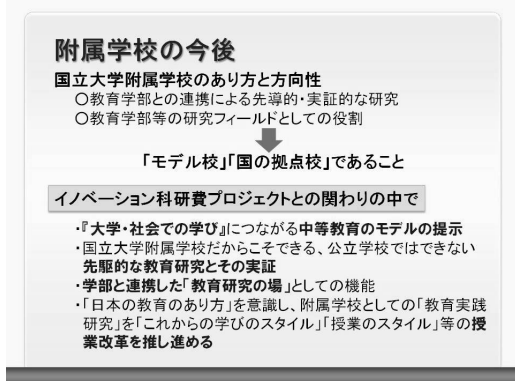 附属学校の今後
国立大学附属学校のあり方と方向性
○教育学部との連携による先導的・実証的な研究
○教育学部等の研究フィールドとしての役割
「モデル校」「国の拠点校」であること
イノベーション科研費プロジェクトとの関わりの中で
・『大学・社会での学び』につながる中等教育のモデルの提示
・国立大学附属学校だからこそできる、公立学校ではできない
先駆的な教育研究とその実証
・学部と連携した「教育研究の場」としての機能
・「日本の教育のあり方」を意識し、附属学校としての「教育実践
研究」を「これからの学びのスタイル」「授業のスタイル」等の授
業改革を推し進める